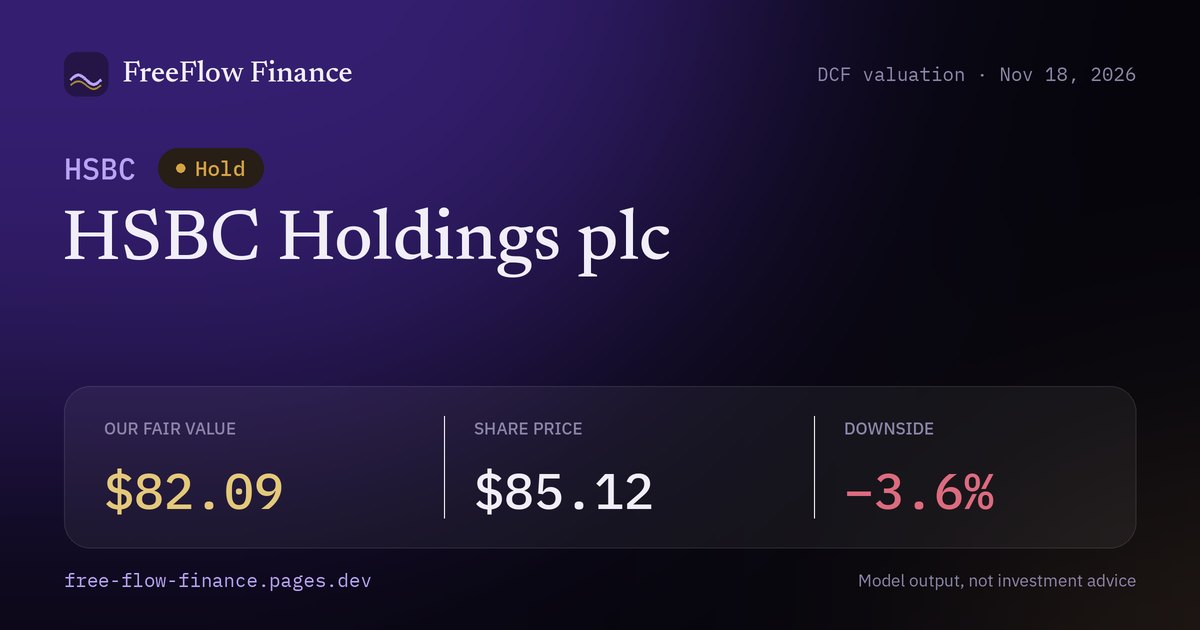 FreeFlow Finance
DCF valuation · Nov 18, 2026
HSBC
Hold
HSBC Holdings plc
OUR FAIR VALUE
$82.09
SHARE PRICE
$85.12
DOWNSIDE
−3.6%
free-flow-finance.pages.dev
Model output, not investment advice